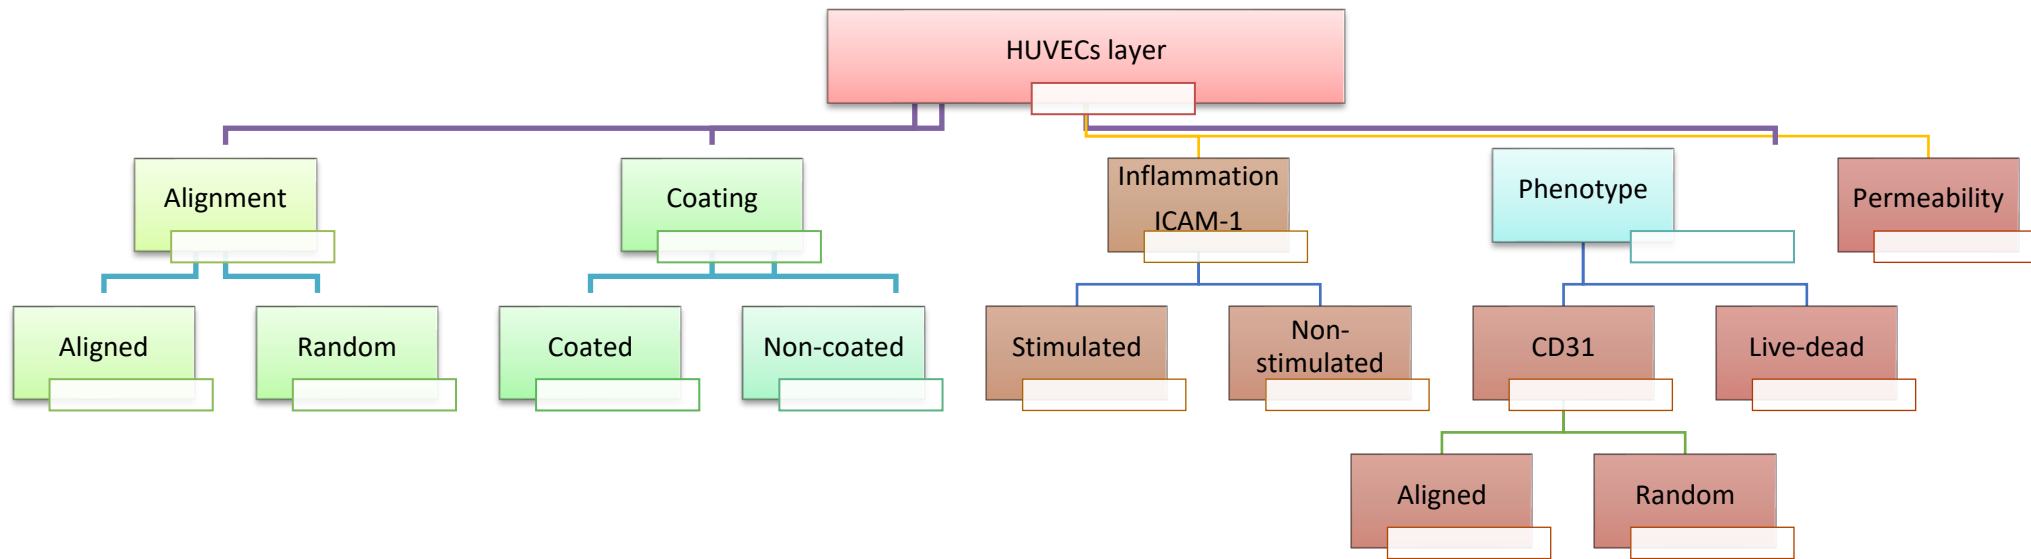 HUVECs layer
Alignment
Coating
Inflammation
ICAM-1
Phenotype
Permeability
Aligned
Random
Coated
Non-coated
Stimulated
Non-
stimulated
CD31
Live-dead
Aligned
Random